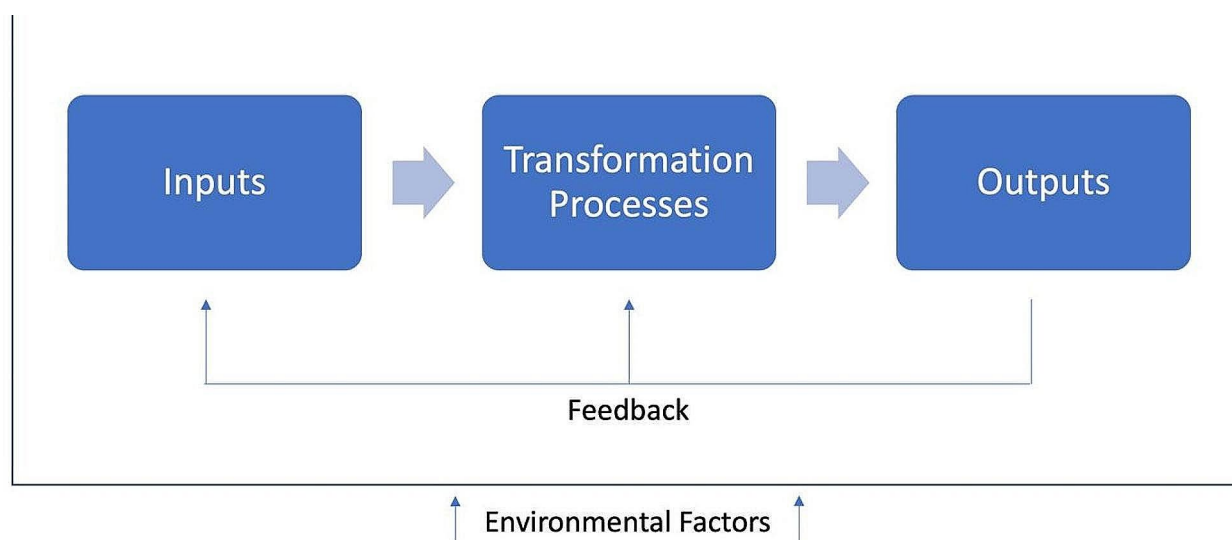 Inputs
Transformation
Processes
Outputs
Feedback
Environmental Factors